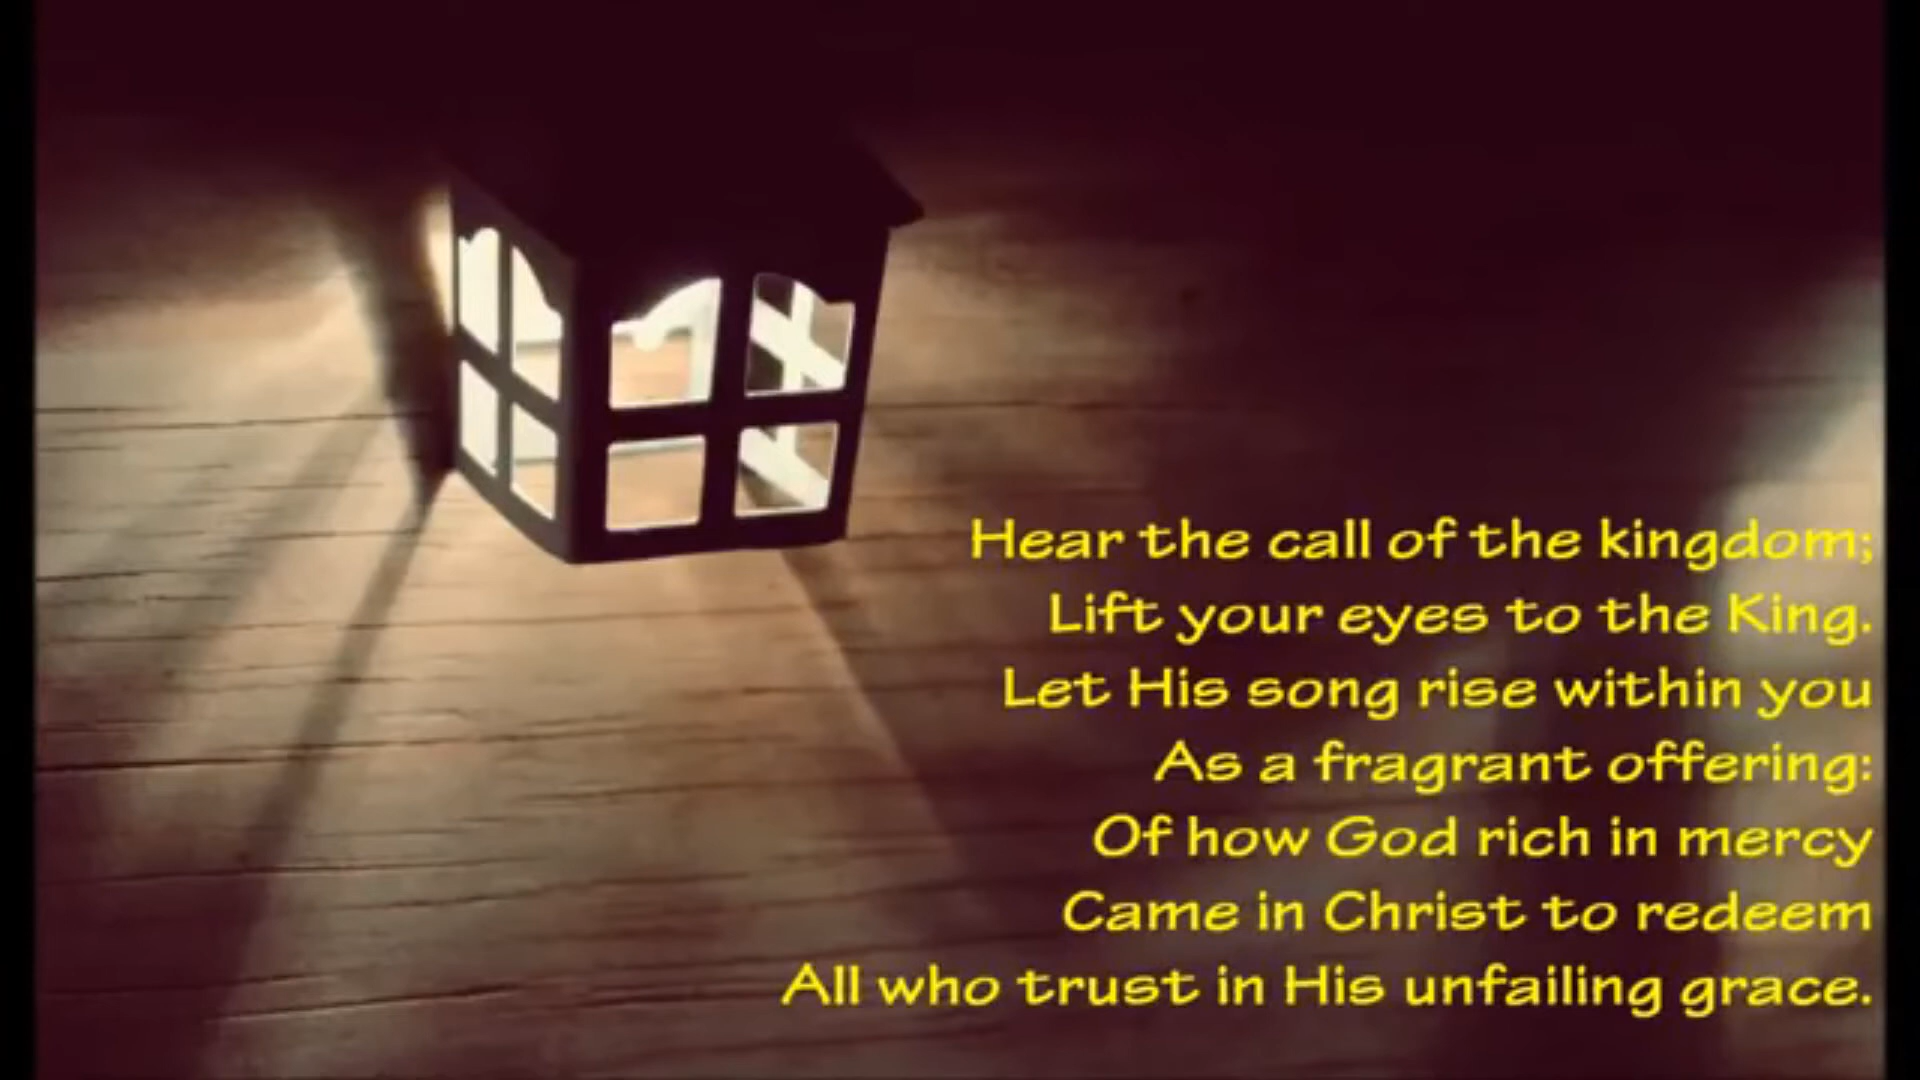 Hear the call of the kingdom;
Lift your eyes to the King.
Let His song rise within you
As a fragrant offering:
Of how God rich in mercy
Came in Christ to redeem
All who trust in His unfailing grace.